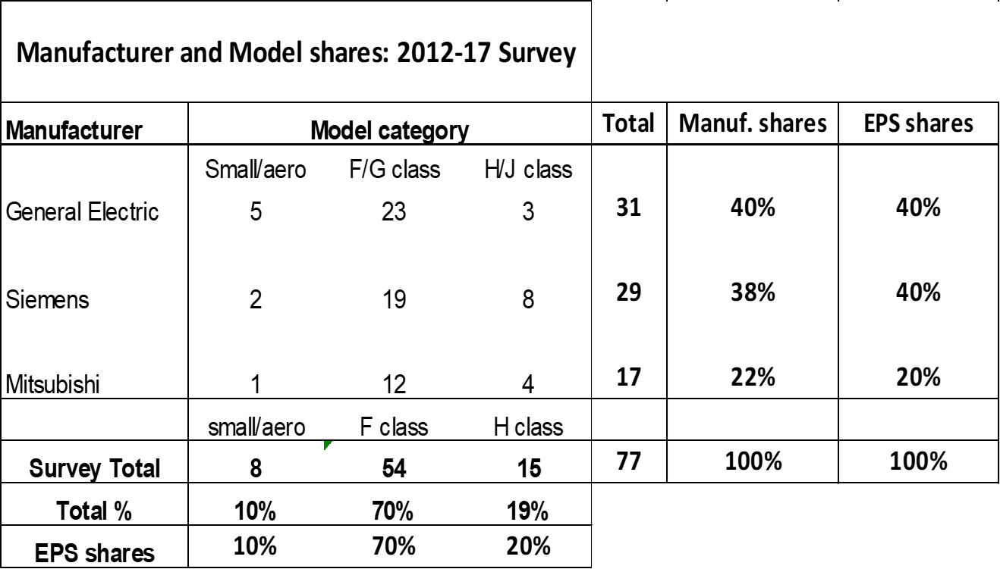 Manufacturer and Model shares: 2012-17 Survey
Manufacturer Model category Total Manuf. shares EPS shares
Small/aero F/G class H/J class
General Electric 5 23 3 31 40% 40%
Siemens 2 19 8 29 38% 40%
Mitsubishi 1 12 4 17 22% 20%
small/aero F class H class
Survey Total 8 54 15 77 100% 100%
Total % 10% 70% 19%
EPS shares 10% 70% 20%